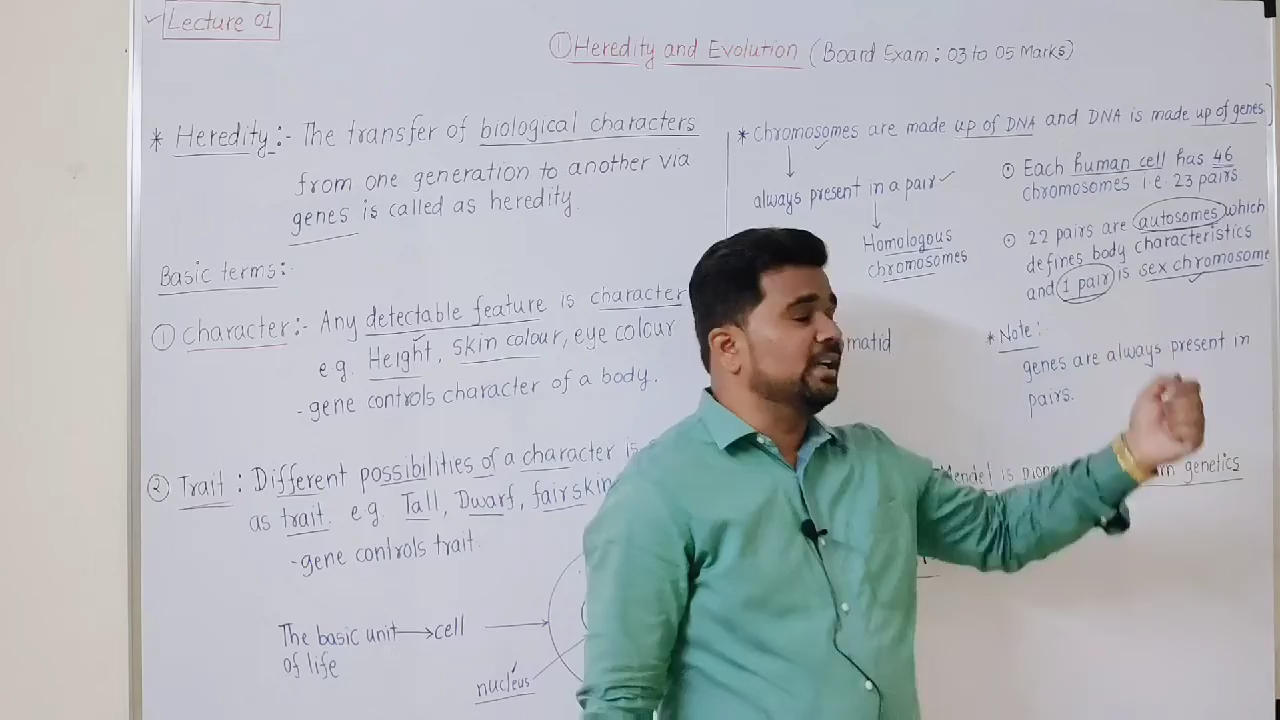 Lecture 01
① Heredity and Evolution (Board Exam : 03 to 05 Marks)
* Heredity :- The transfer of biological characters
from one generation to another via
genes is called as heredity.
Basic terms:-
① Character :- Any detectable feature is character
e.g. Height, skin colour, eye colour
- gene controls character of a body.
② Trait : Different possibilities of a character is
as trait. e.g. Tall, Dwarf, fairskin,
- gene controls trait.
The basic unit → cell
of life
nucleus
* chromosomes are made up of DNA and DNA is made up of genes
always present in a pair
Homologous
chromosomes
matid
⊙ Each human cell has 46
chromosomes i.e. 23 pairs.
⊙ 22 pairs are autosomes which
defines body characteristics
and 1 pair is sex chromosome
* Note :-
genes are always present in
pairs.
Mendel is genetics